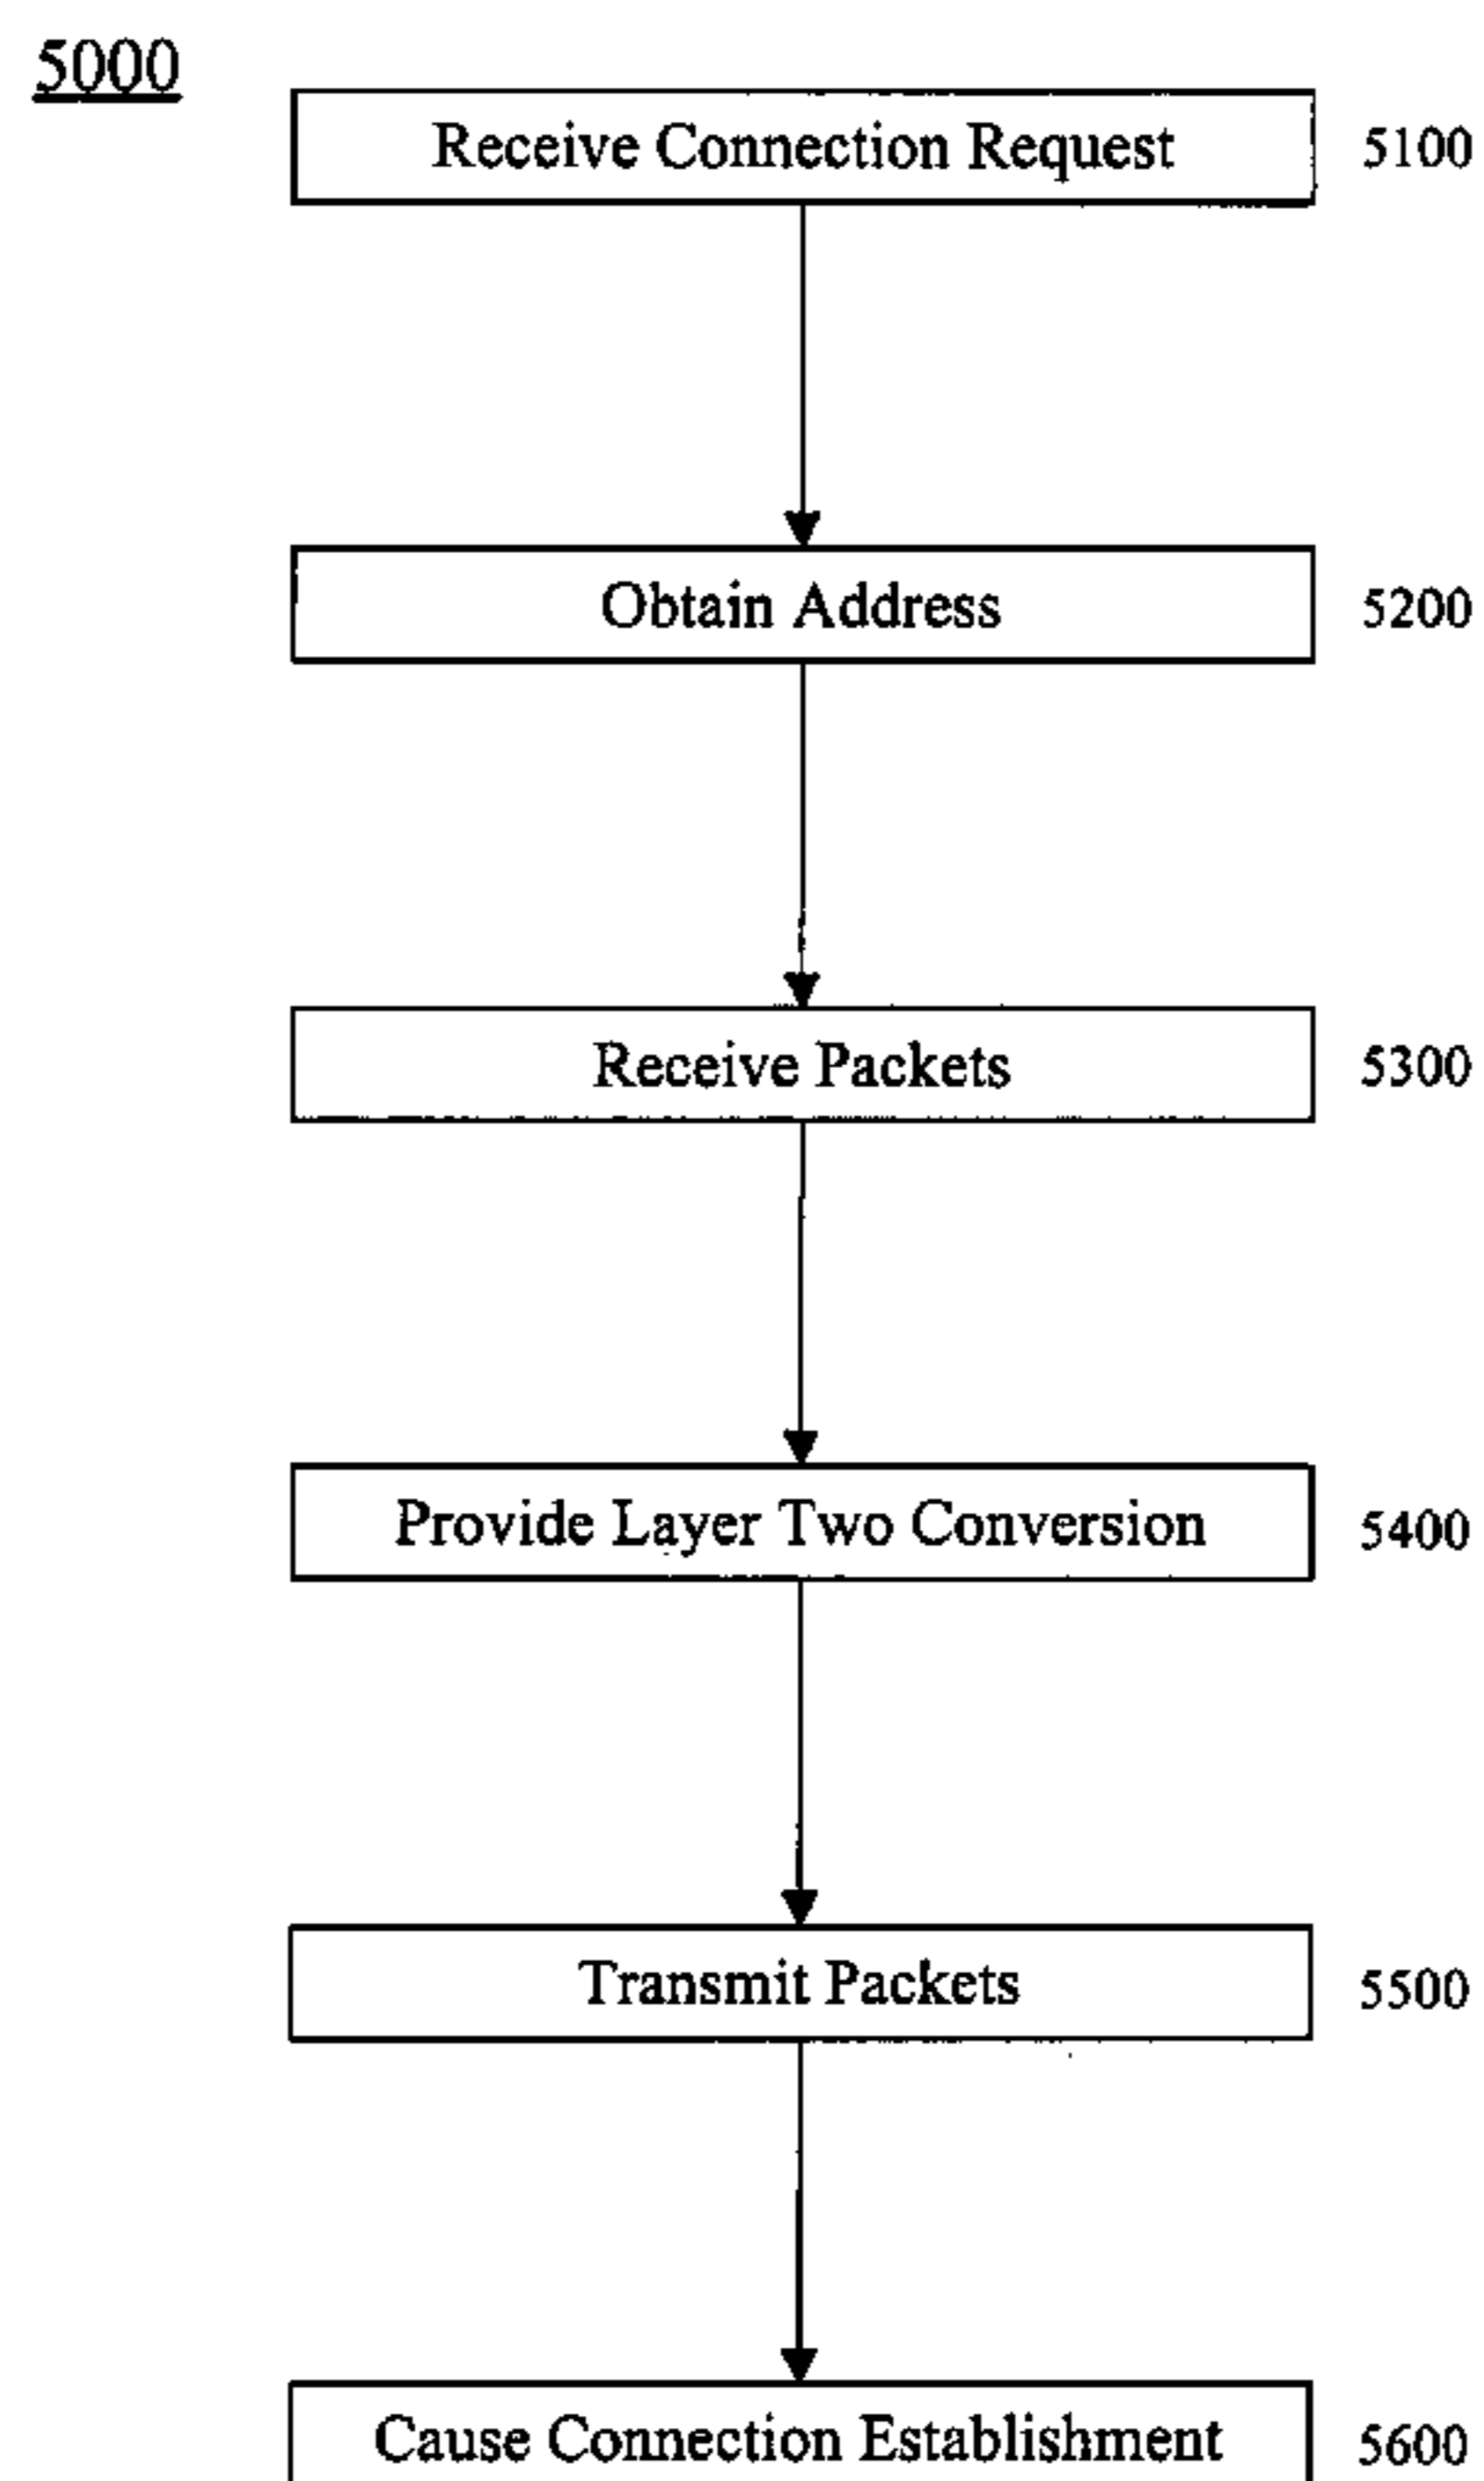 5000
Receive Connection Request 5100
Obtain Address 5200
Receive Packets 5300
Provide Layer Two Conversion 5400
Transmit Packets 5500
Cause Connection Establishment 5600